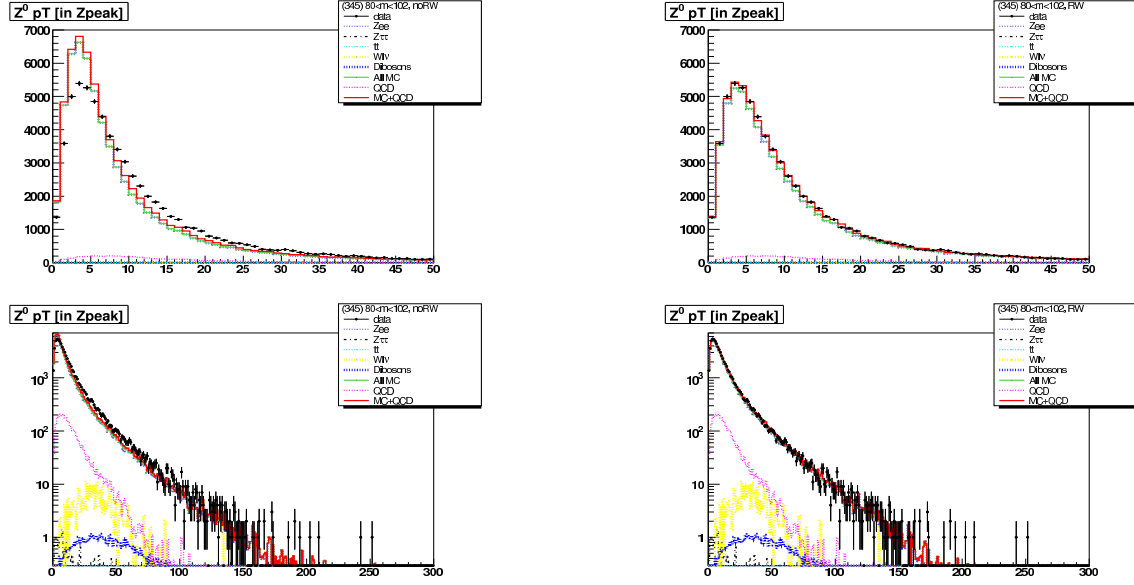 Z⁰ pT [in Zpeak]
(345) 80<m<102, noRW
data
Zee
Zττ
tt
Wlν
Dibosons
All MC
QCD
MC+QCD
7000
6000
5000
4000
3000
2000
1000
0
0 5 10 15 20 25 30 35 40 45 50
Z⁰ pT [in Zpeak]
(345) 80<m<102, RW
data
Zee
Zττ
tt
Wlν
Dibosons
All MC
QCD
MC+QCD
7000
6000
5000
4000
3000
2000
1000
0
0 5 10 15 20 25 30 35 40 45 50
Z⁰ pT [in Zpeak]
(345) 80<m<102, noRW
data
Zee
Zττ
tt
Wlν
Dibosons
All MC
QCD
MC+QCD
10³
10²
10
1
0 50 100 150 200 250 300
Z⁰ pT [in Zpeak]
(345) 80<m<102, RW
data
Zee
Zττ
tt
Wlν
Dibosons
All MC
QCD
MC+QCD
10³
10²
10
1
0 50 100 150 200 250 300